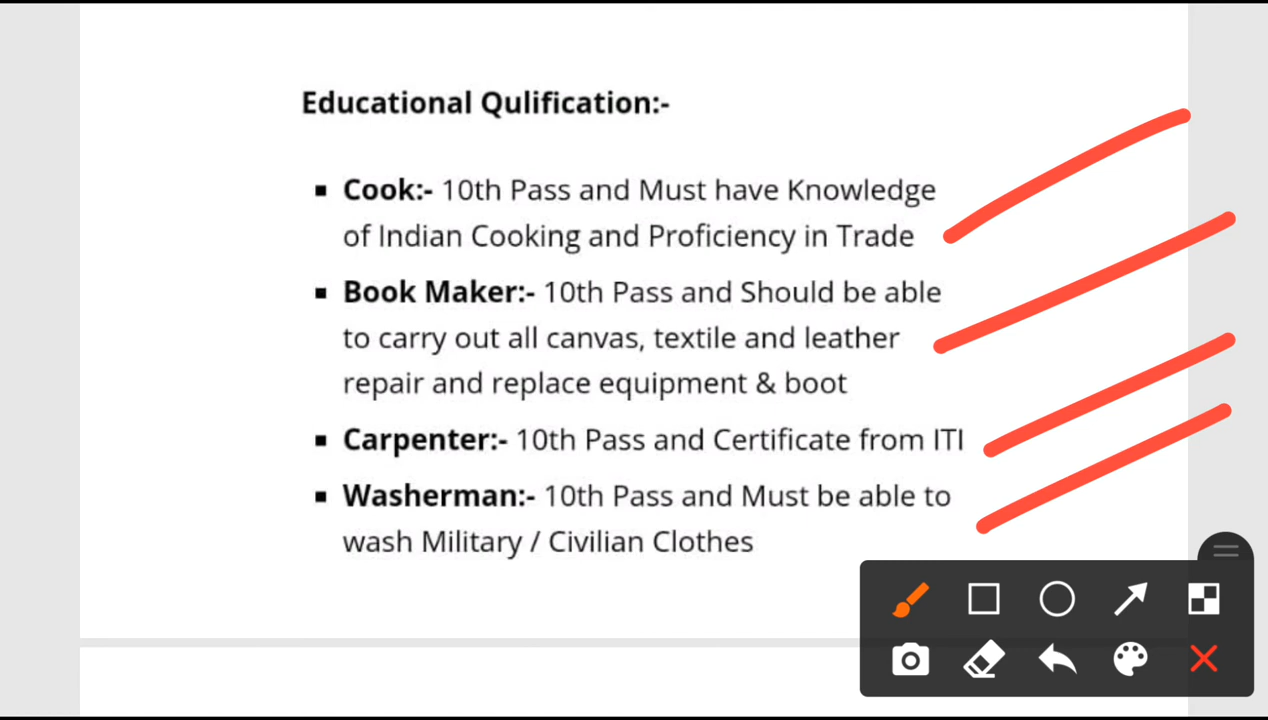 Educational Qulification:-
▪ Cook:- 10th Pass and Must have Knowledge
of Indian Cooking and Proficiency in Trade
▪ Book Maker:- 10th Pass and Should be able
to carry out all canvas, textile and leather
repair and replace equipment & boot
▪ Carpenter:- 10th Pass and Certificate from ITI
▪ Washerman:- 10th Pass and Must be able to
wash Military / Civilian Clothes